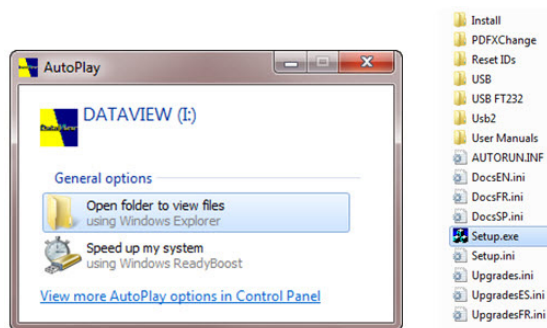 AutoPlay
DATAVIEW (I:)
General options
Open folder to view files
using Windows Explorer
Speed up my system
using Windows ReadyBoost
View more AutoPlay options in Control Panel
Install
PDFXChange
Reset IDs
USB
USB FT232
Usb2
User Manuals
AUTORUN.INF
DocsEN.ini
DocsFR.ini
DocsSP.ini
Setup.exe
Setup.ini
Upgrades.ini
UpgradesES.ini
UpgradesFR.ini